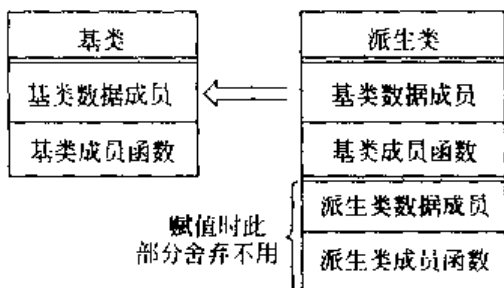 基类
基类数据成员
基类成员函数
派生类
基类数据成员
基类成员函数
派生类数据成员
派生类成员函数
赋值时此
部分舍弃不用